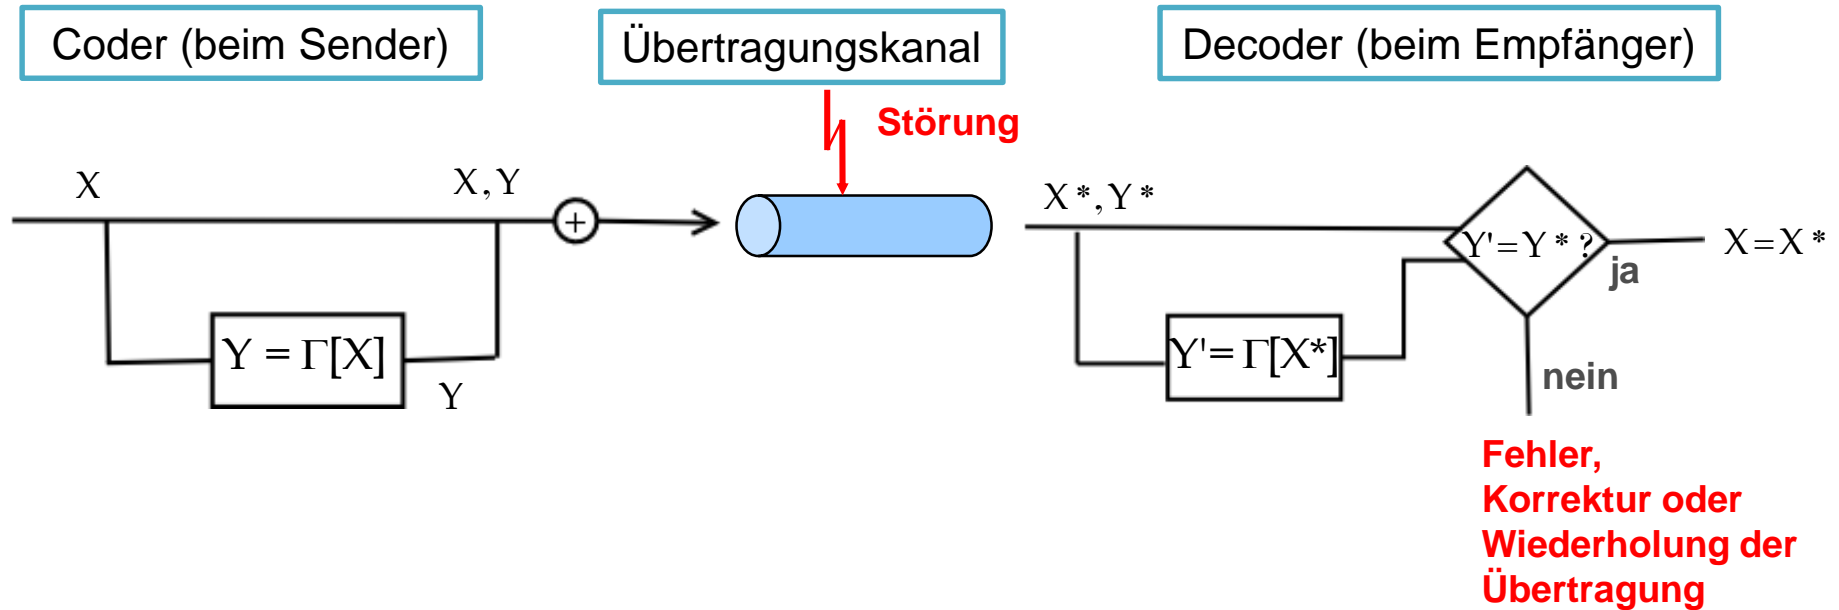 Coder (beim Sender)
Übertragungskanal
Decoder (beim Empfänger)
Störung
X
X,Y
+
Y = Γ[X]
Y
X*,Y*
Y'=Y*?
ja
X=X*
Y'= Γ[X*]
nein
Fehler,
Korrektur oder
Wiederholung der
Übertragung